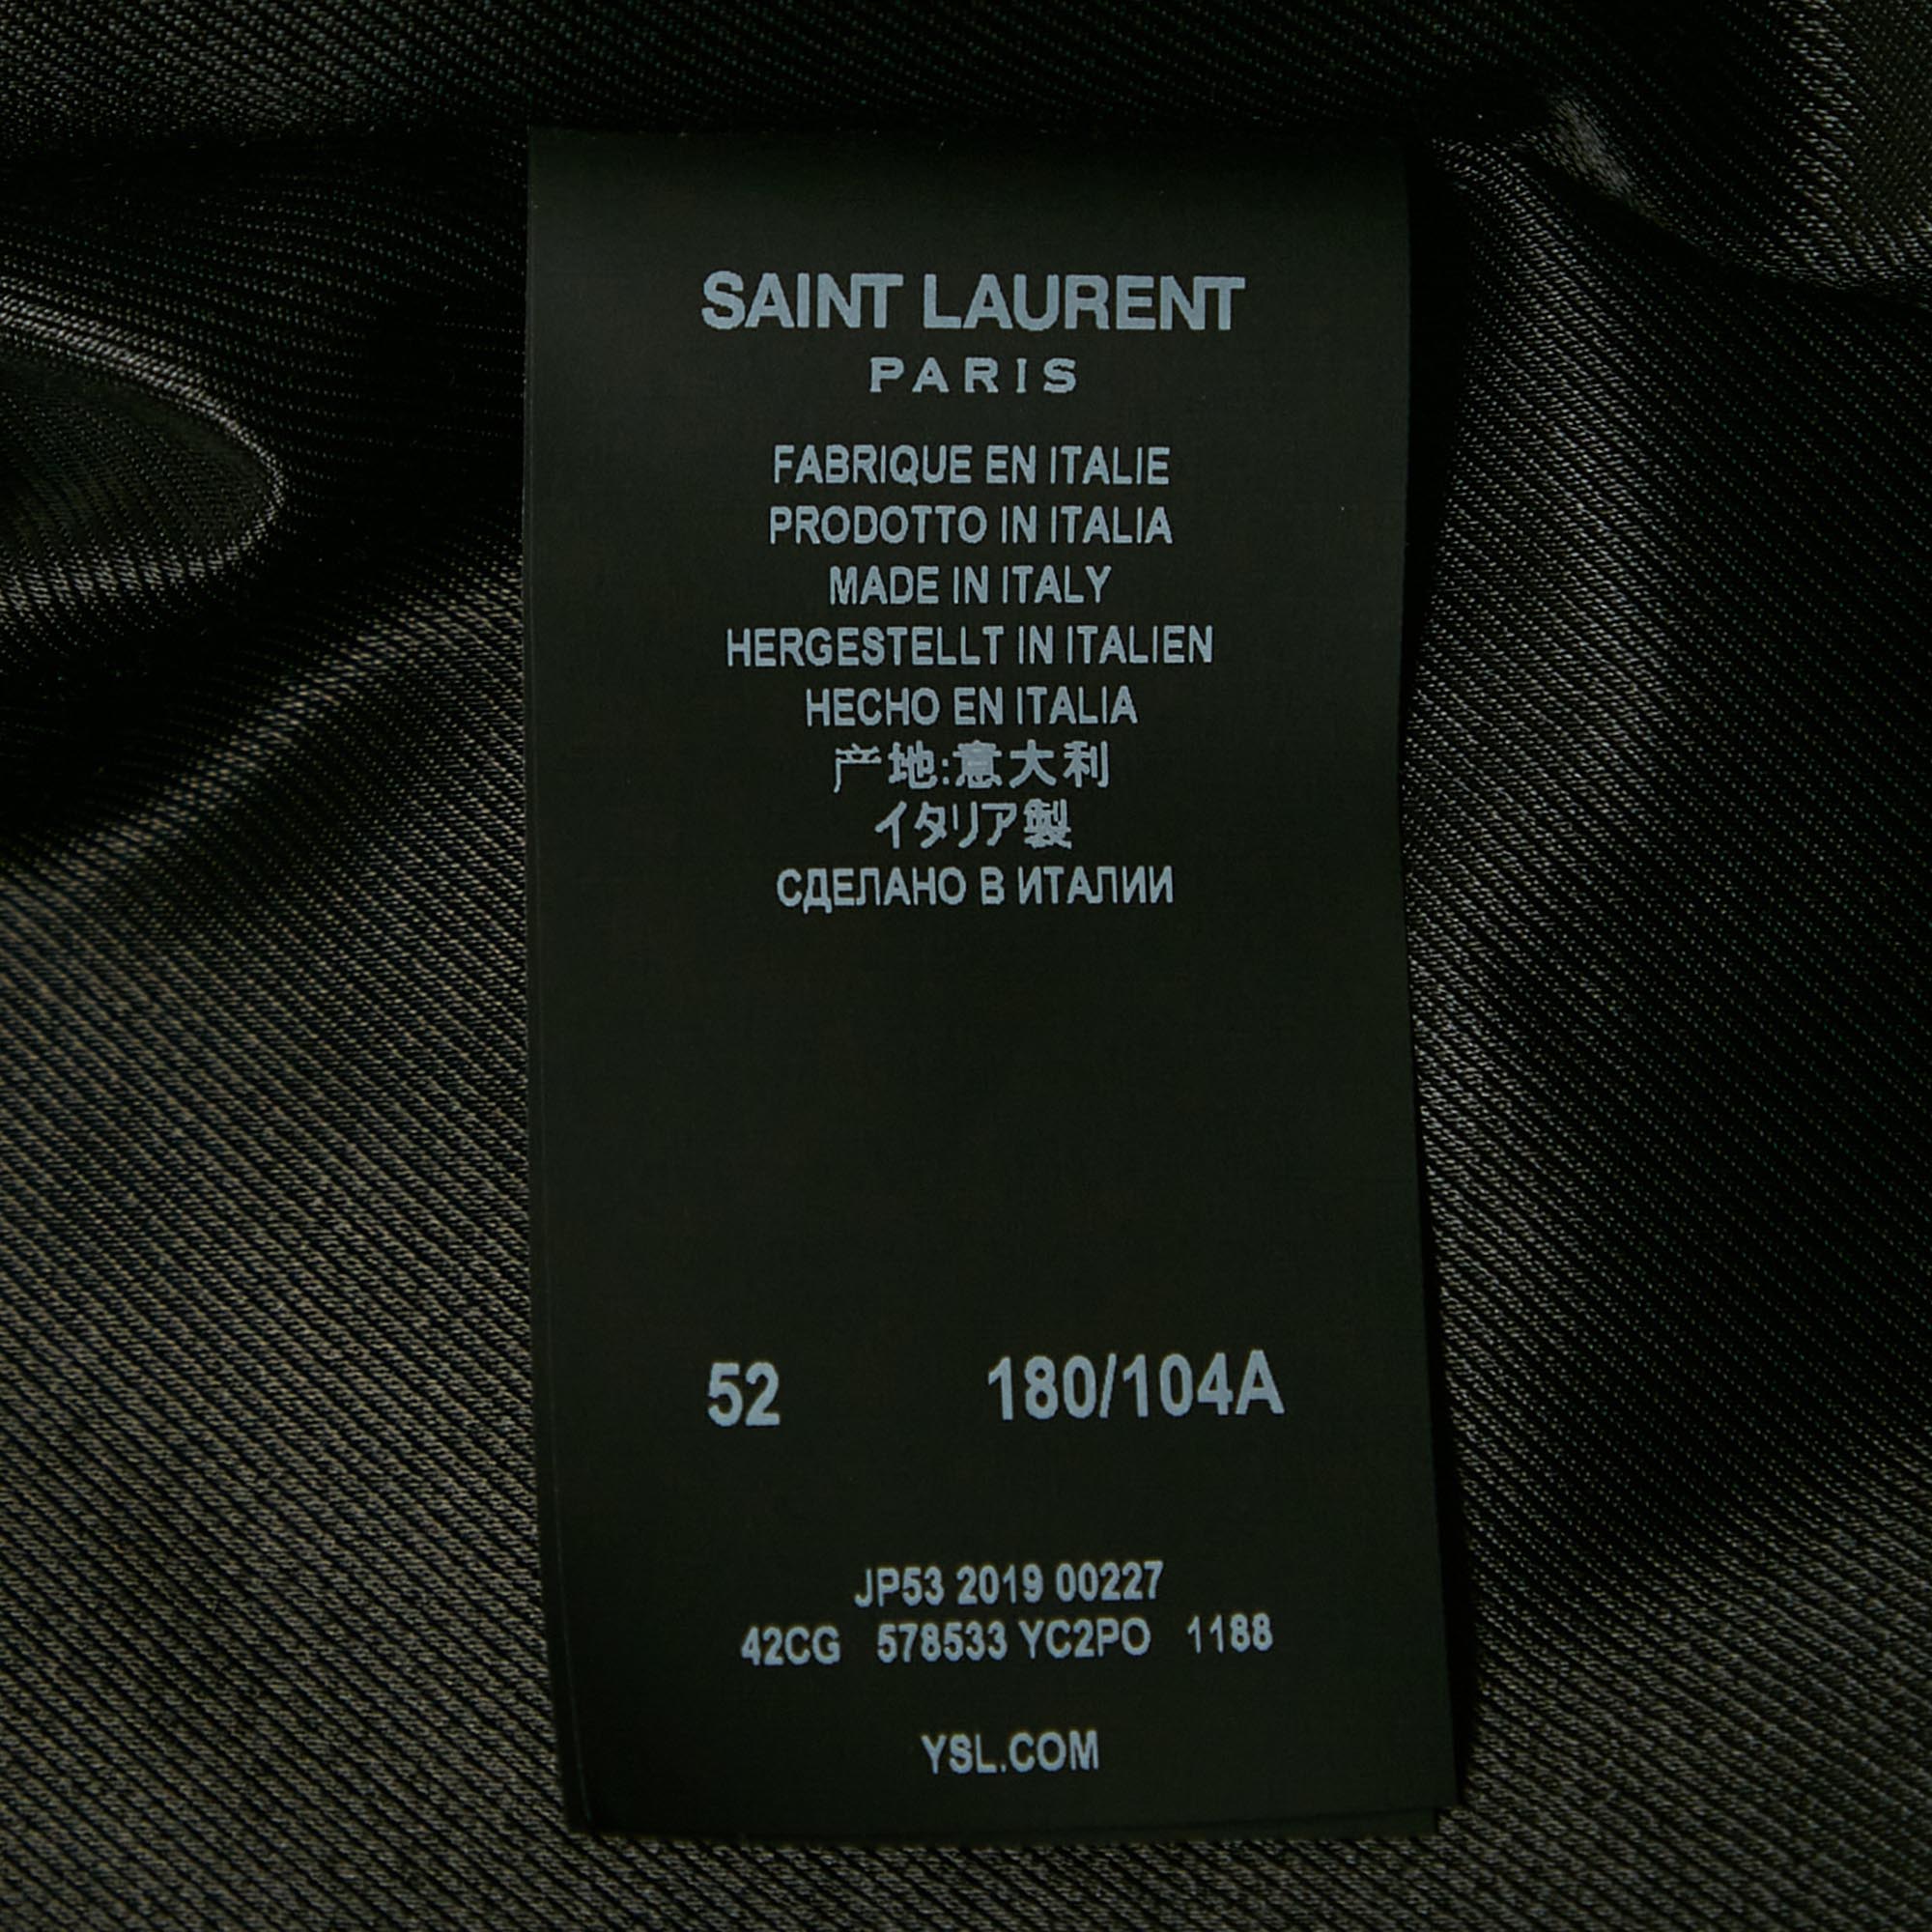 SAINT LAURENT
PARIS
FABRIQUE EN ITALIE
PRODOTTO IN ITALIA
MADE IN ITALY
HERGESTELLT IN ITALIEN
HECHO EN ITALIA
产地:意大利
イタリア製
СДЕЛАНО В ИТАЛИИ
52 180/104A
JP53 2019 00227
42CG 578533 YC2PO 1188
YSL.COM